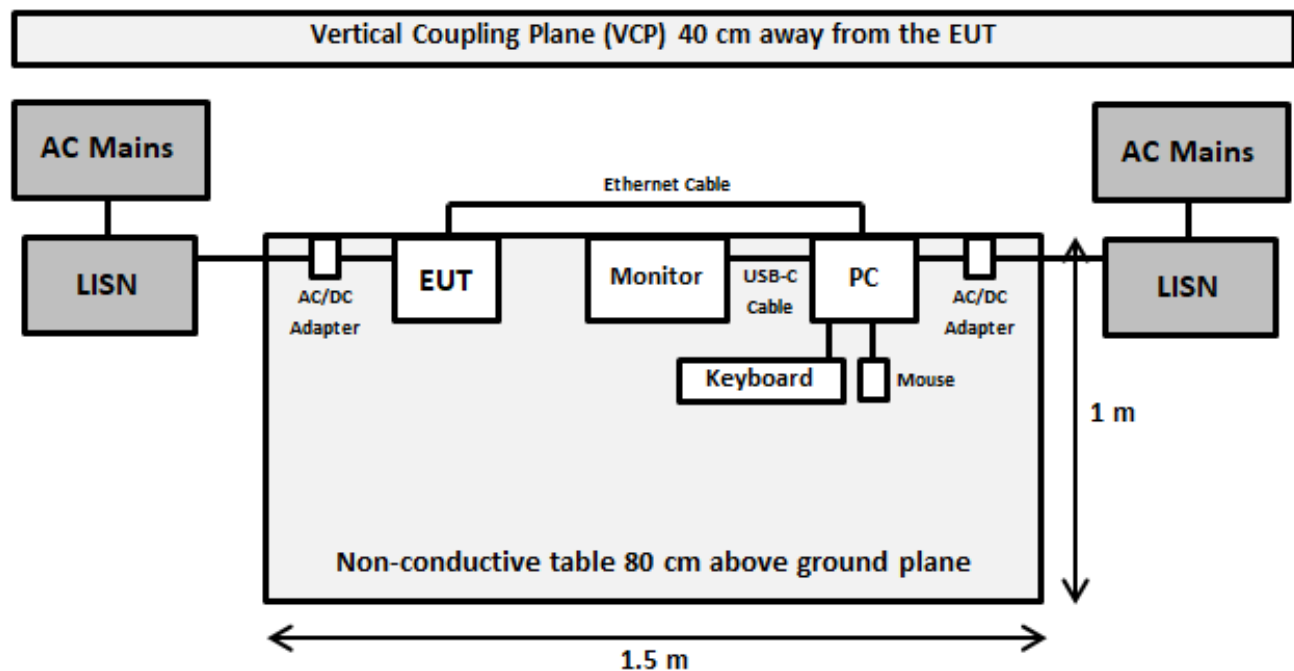 Vertical Coupling Plane (VCP) 40 cm away from the EUT
AC Mains
AC Mains
Ethernet Cable
LISN
AC/DC
Adapter
EUT
Monitor
USB-C
Cable
PC
AC/DC
Adapter
LISN
Keyboard
Mouse
1 m
Non-conductive table 80 cm above ground plane
1.5 m